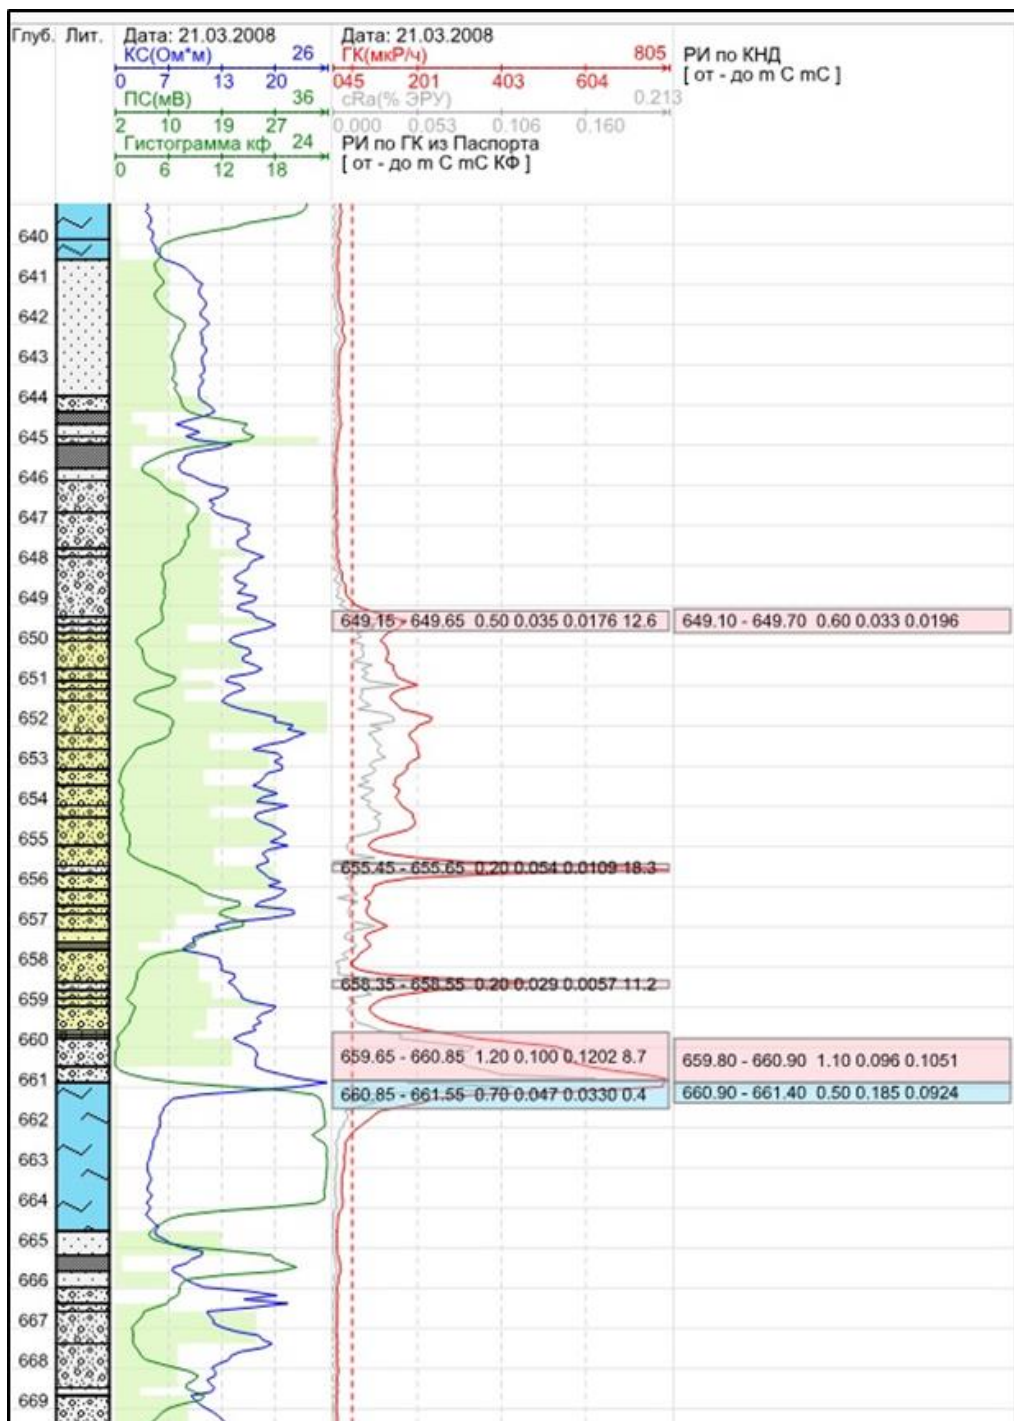 Глуб. Лит. Дата: 21.03.2008 Дата: 21.03.2008
КС(Ом*м) 26 ГК(мкР/ч) 805 РИ по КНД
0 7 13 20 045 201 403 604 [ от - до m C mC ]
ПС(мВ) 36 cRa(% ЭРУ) 0.213
2 10 19 27 0.000 0.053 0.106 0.160
Гистограмма кф 24 РИ по ГК из Паспорта
0 6 12 18 [ от - до m C mC КФ ]
640
641
642
643
644
645
646
647
648
649
649.15 - 649.65 0.50 0.035 0.0176 12.6 649.10 - 649.70 0.60 0.033 0.0196
650
651
652
653
654
655
655.45 - 655.65 0.20 0.054 0.0109 18.3
656
657
658
658.35 - 658.55 0.20 0.029 0.0057 11.2
659
660
659.65 - 660.85 1.20 0.100 0.1202 8.7 659.80 - 660.90 1.10 0.096 0.1051
661
660.85 - 661.55 0.70 0.047 0.0330 0.4 660.90 - 661.40 0.50 0.185 0.0924
662
663
664
665
666
667
668
669